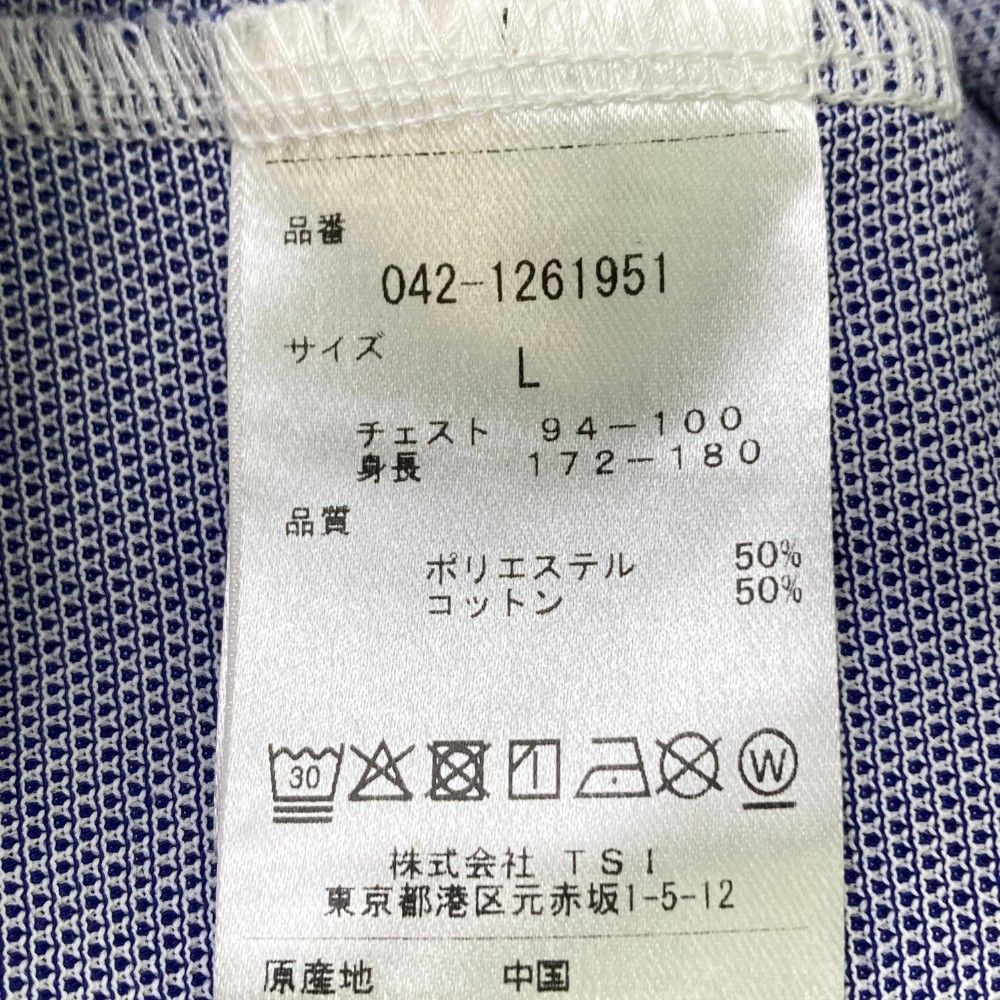 品番
042-1261951
サイズ
L
チェスト 94-100
身長 172-180
品質
ポリエステル 50%
コットン 50%
30 W
株式会社 TSI
東京都港区元赤坂1-5-12
原産地 中国